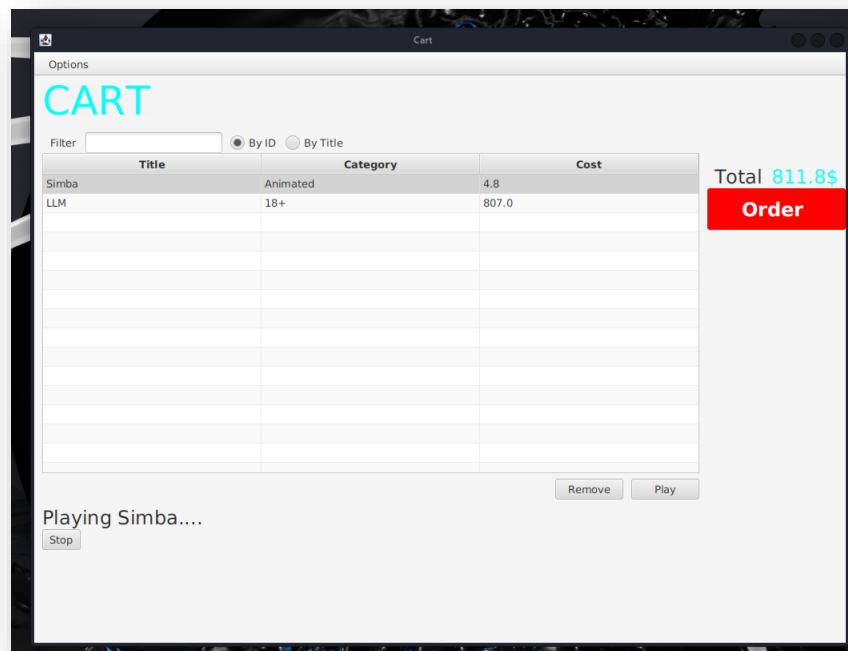 Cart
Options
CART
Filter By ID By Title
Title Category Cost
Simba Animated 4.8
LLM 18+ 807.0
Total 811.8$
Order
Remove Play
Playing Simba....
Stop